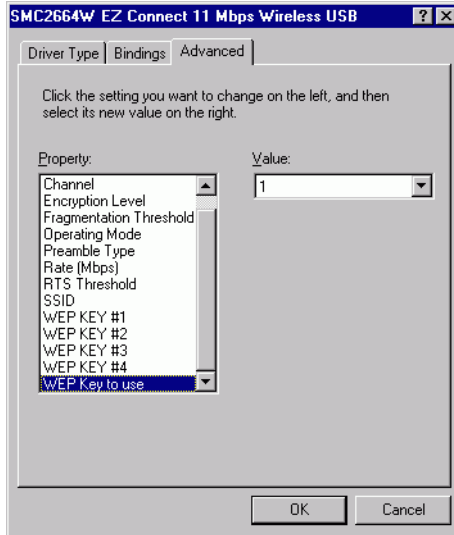 SMC2664W EZ Connect 11 Mbps Wireless USB
Driver Type Bindings Advanced
Click the setting you want to change on the left, and then
select its new value on the right.
Property: Value:
Channel 1
Encryption Level
Fragmentation Threshold
Operating Mode
Preamble Type
Rate (Mbps)
RTS Threshold
SSID
WEP KEY #1
WEP KEY #2
WEP KEY #3
WEP KEY #4
WEP Key to use
OK Cancel